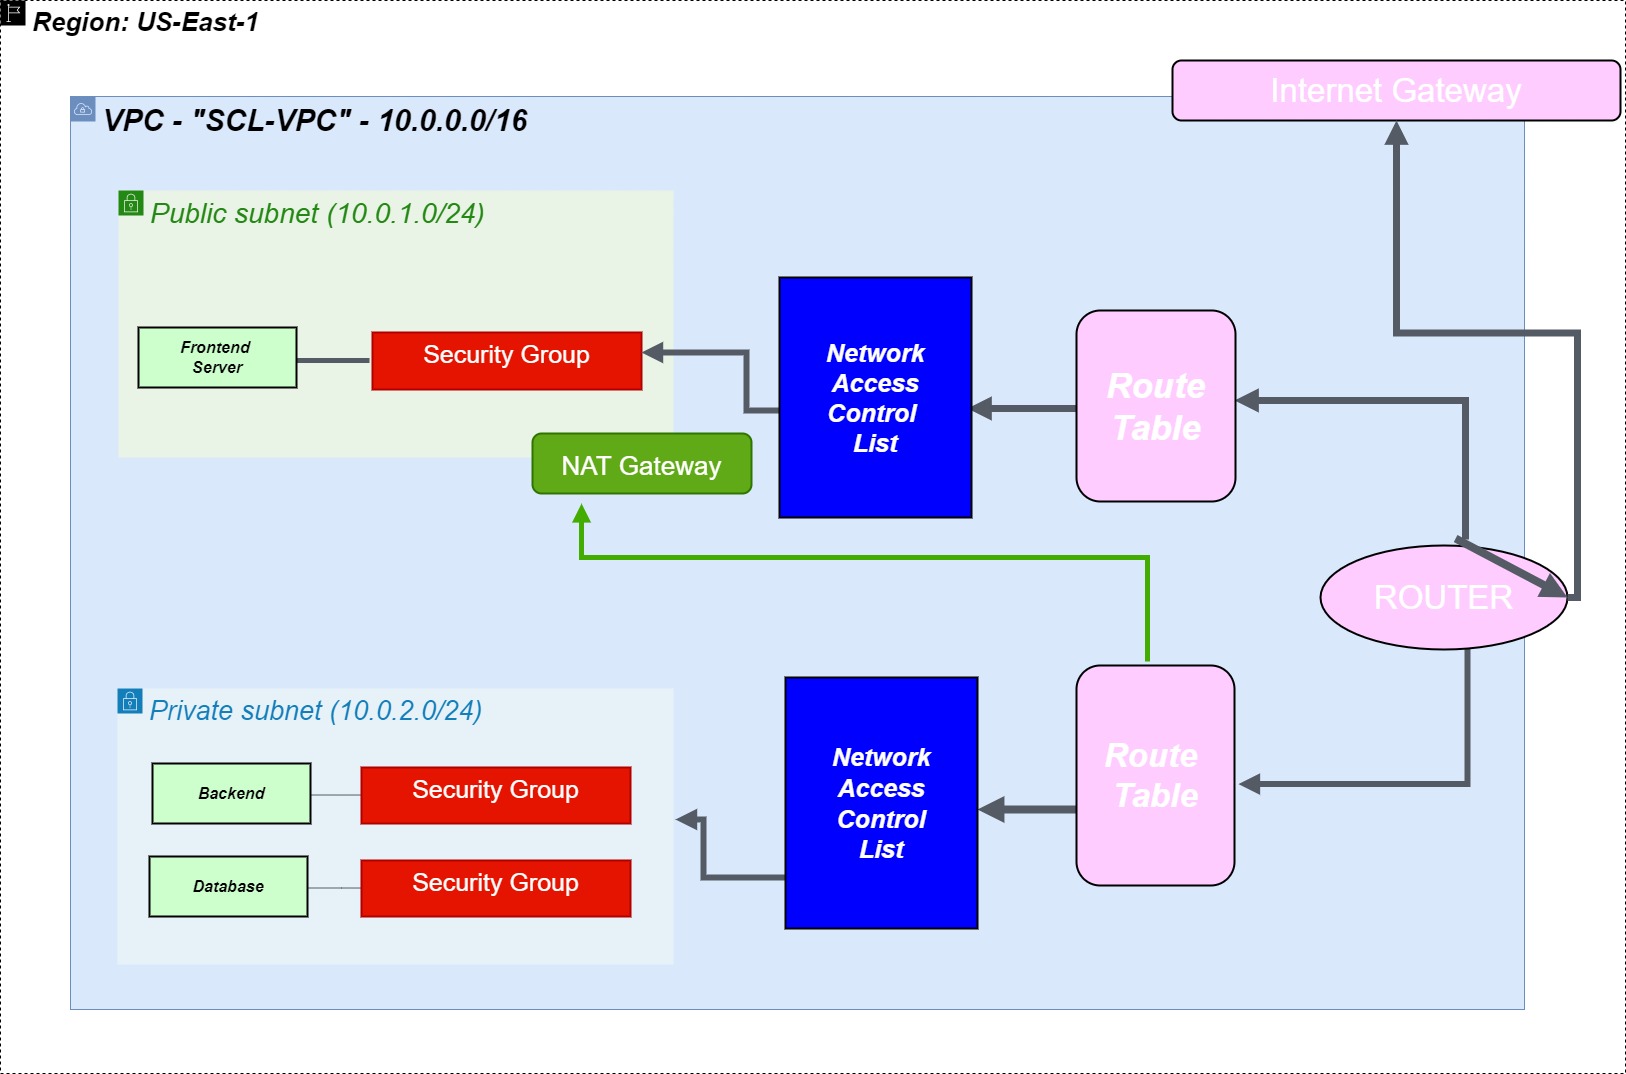 Region: US-East-1
Internet Gateway
VPC - "SCL-VPC" - 10.0.0.0/16
Public subnet (10.0.1.0/24)
Frontend
Server
Security Group
Network
Access
Control
List
Route
Table
NAT Gateway
ROUTER
Private subnet (10.0.2.0/24)
Backend
Security Group
Database
Security Group
Network
Access
Control
List
Route
Table